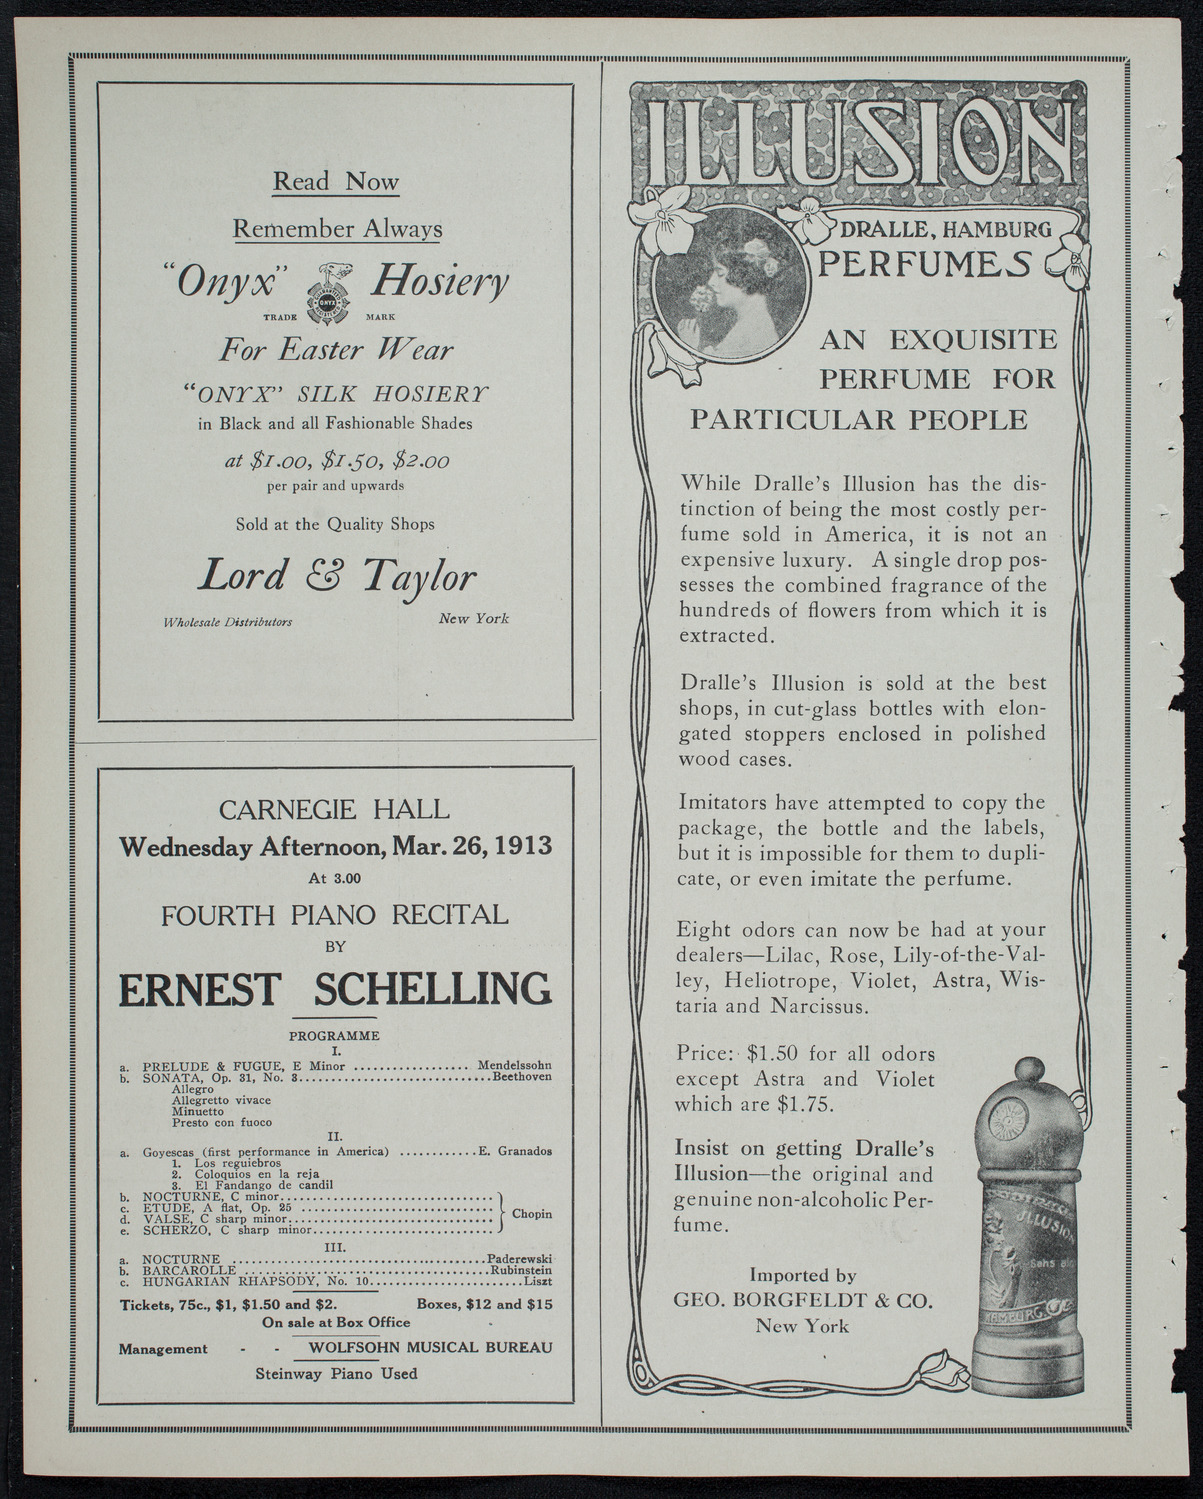 Read Now
Remember Always
"Onyx" Hosiery
GUARANTEED
ONYX
REGISTERED
TRADE MARK
For Easter Wear
"ONYX" SILK HOSIERY
in Black and all Fashionable Shades
at $1.00, $1.50, $2.00
per pair and upwards
Sold at the Quality Shops
Lord & Taylor
Wholesale Distributors New York
CARNEGIE HALL
Wednesday Afternoon, Mar. 26, 1913
At 3.00
FOURTH PIANO RECITAL
BY
ERNEST SCHELLING
PROGRAMME
I.
a. PRELUDE & FUGUE, E Minor .................... Mendelssohn
b. SONATA, Op. 31, No. 3.............................Beethoven
Allegro
Allegretto vivace
Minuetto
Presto con fuoco
II.
a. Goyescas (first performance in America) ............E. Granados
1. Los reguiebros
2. Coloquios en la reja
3. El Fandango de candil
b. NOCTURNE, C minor................................
c. ETUDE, A flat, Op. 25 .............................
d. VALSE, C sharp minor............................... Chopin
e. SCHERZO, C sharp minor...........................
III.
a. NOCTURNE .......................................Paderewski
b. BARCAROLLE .....................................Rubinstein
c. HUNGARIAN RHAPSODY, No. 10.........................Liszt
Tickets, 75c., $1, $1.50 and $2. Boxes, $12 and $15
On sale at Box Office
Management - - WOLFSOHN MUSICAL BUREAU
Steinway Piano Used
ILLUSION
DRALLE, HAMBURG
PERFUMES
AN EXQUISITE
PERFUME FOR
PARTICULAR PEOPLE
While Dralle's Illusion has the dis-
tinction of being the most costly per-
fume sold in America, it is not an
expensive luxury. A single drop pos-
sesses the combined fragrance of the
hundreds of flowers from which it is
extracted.
Dralle's Illusion is sold at the best
shops, in cut-glass bottles with elon-
gated stoppers enclosed in polished
wood cases.
Imitators have attempted to copy the
package, the bottle and the labels,
but it is impossible for them to dupli-
cate, or even imitate the perfume.
Eight odors can now be had at your
dealers—Lilac, Rose, Lily-of-the-Val-
ley, Heliotrope, Violet, Astra, Wis-
taria and Narcissus.
Price: $1.50 for all odors
except Astra and Violet
which are $1.75.
Insist on getting Dralle's
Illusion—the original and
genuine non-alcoholic Per-
fume.
Imported by
GEO. BORGFELDT & CO.
New York
ILLUSION
HAMBURG